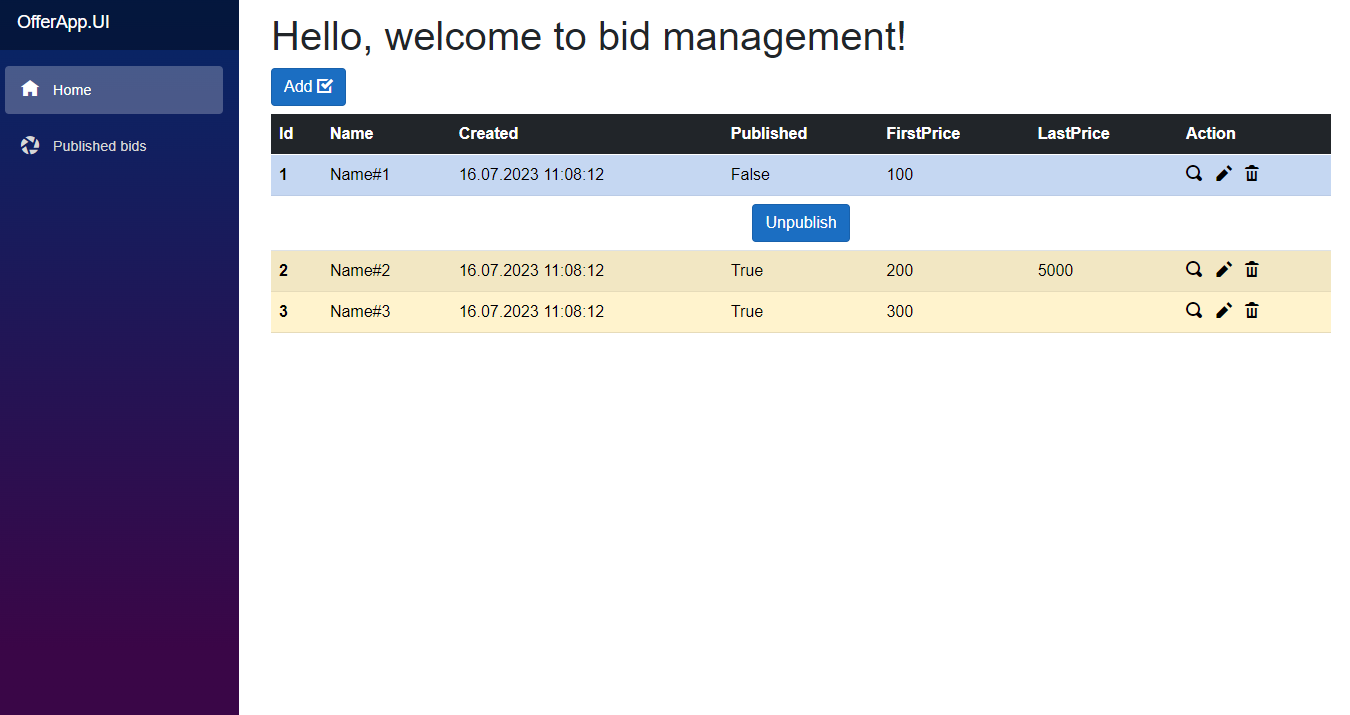 OfferApp.UI
Home
Published bids
Hello, welcome to bid management!
Add
Id Name Created Published FirstPrice LastPrice Action
1 Name#1 16.07.2023 11:08:12 False 100
Unpublish
2 Name#2 16.07.2023 11:08:12 True 200 5000
3 Name#3 16.07.2023 11:08:12 True 300